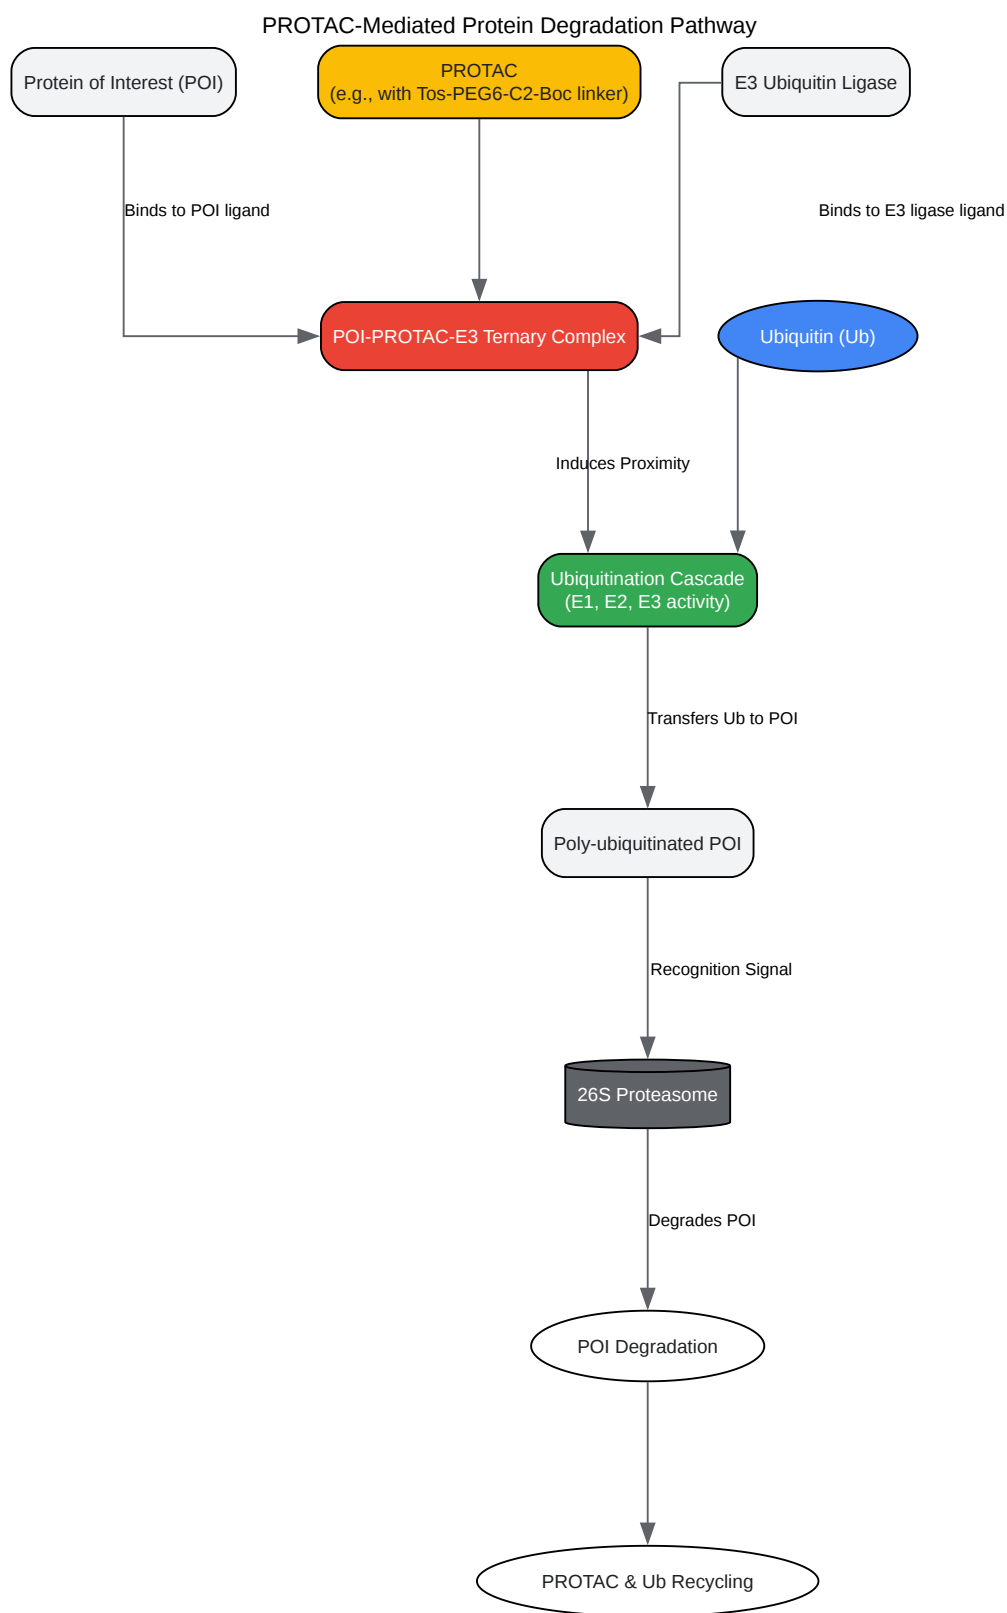 PROTAC-Mediated Protein Degradation Pathway
Protein of Interest (POI)
PROTAC
(e.g., with Tos-PEG6-C2-Boc linker)
E3 Ubiquitin Ligase
Binds to POI ligand
Binds to E3 ligase ligand
POI-PROTAC-E3 Ternary Complex
Ubiquitin (Ub)
Induces Proximity
Ubiquitination Cascade
(E1, E2, E3 activity)
Transfers Ub to POI
Poly-ubiquitinated POI
Recognition Signal
26S Proteasome
Degrades POI
POI Degradation
PROTAC & Ub Recycling